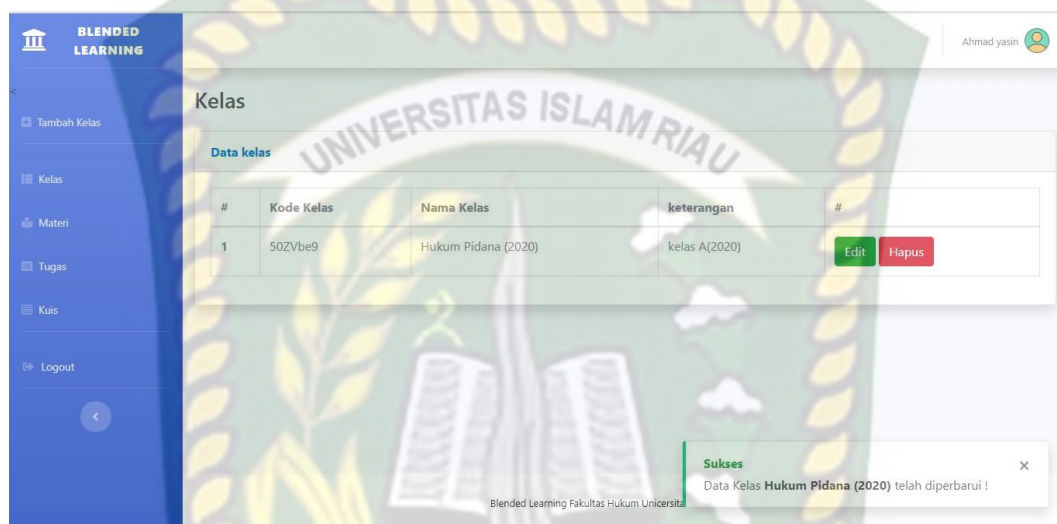 BLENDED
LEARNING
Ahmad yasin
<
Tambah Kelas
Kelas
Materi
Tugas
Kuis
Logout
Kelas
UNIVERSITAS ISLAM RIAU
Data kelas
# Kode Kelas Nama Kelas keterangan #
1 50ZVbe9 Hukum Pidana (2020) kelas A(2020) Edit Hapus
Sukses ×
Data Kelas Hukum Pidana (2020) telah diperbarui !
Blended Learning Fakultas Hukum Unicersita